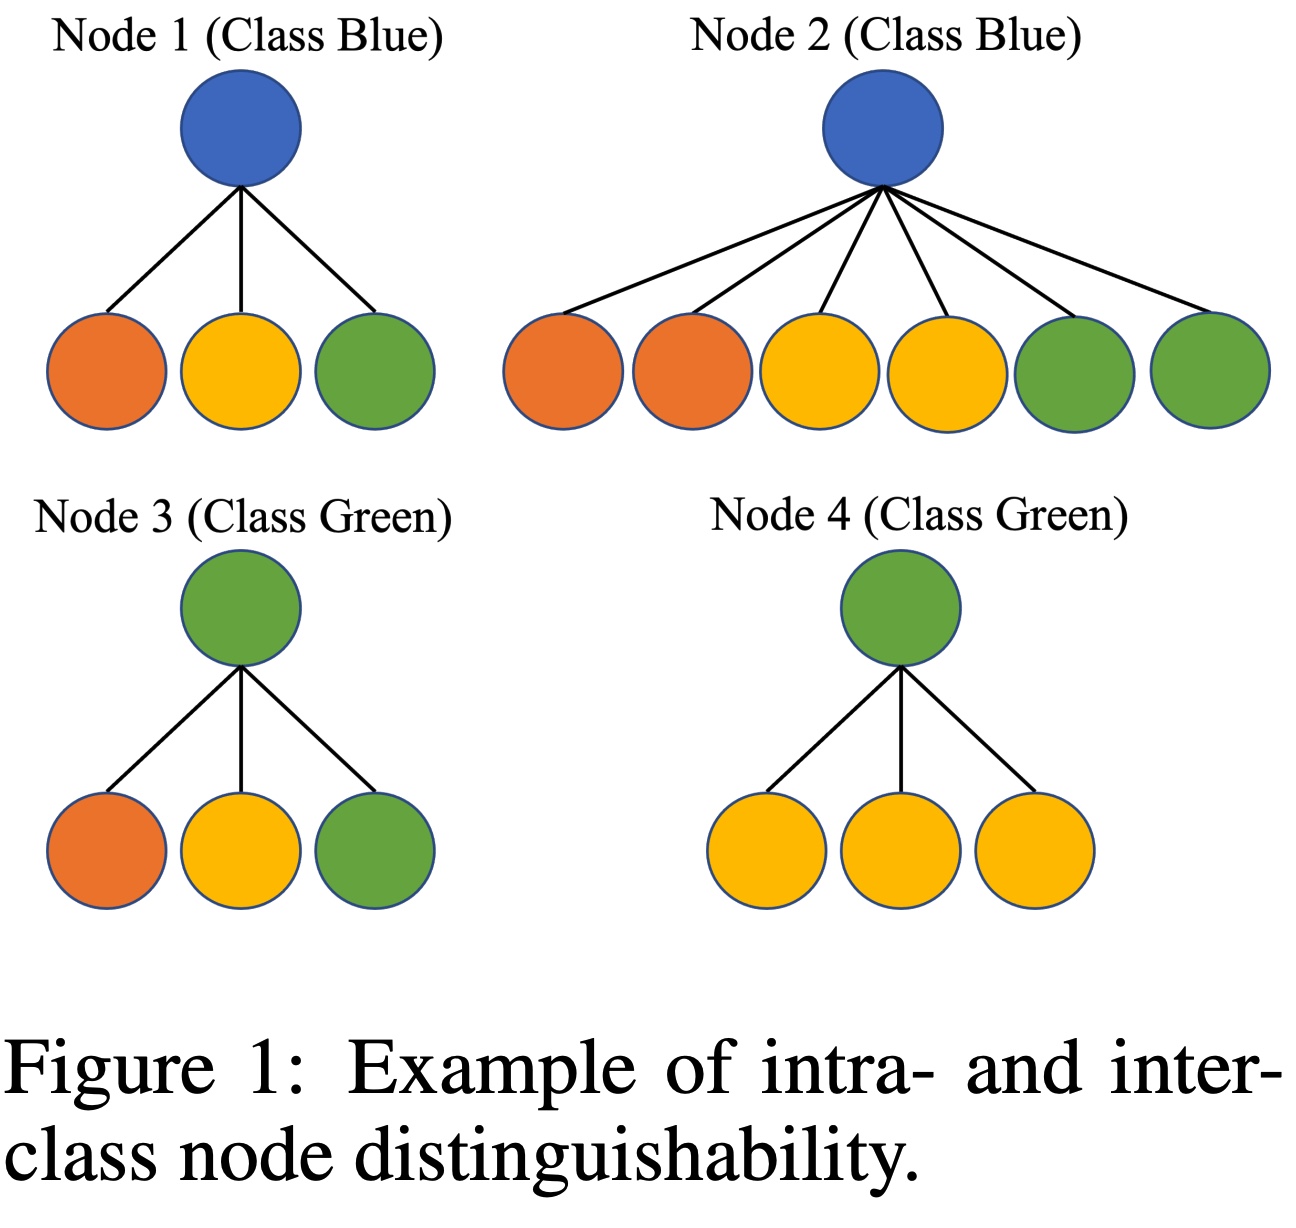 Node 1 (Class Blue)
Node 2 (Class Blue)
Node 3 (Class Green)
Node 4 (Class Green)
Figure 1: Example of intra- and inter-
class node distinguishability.